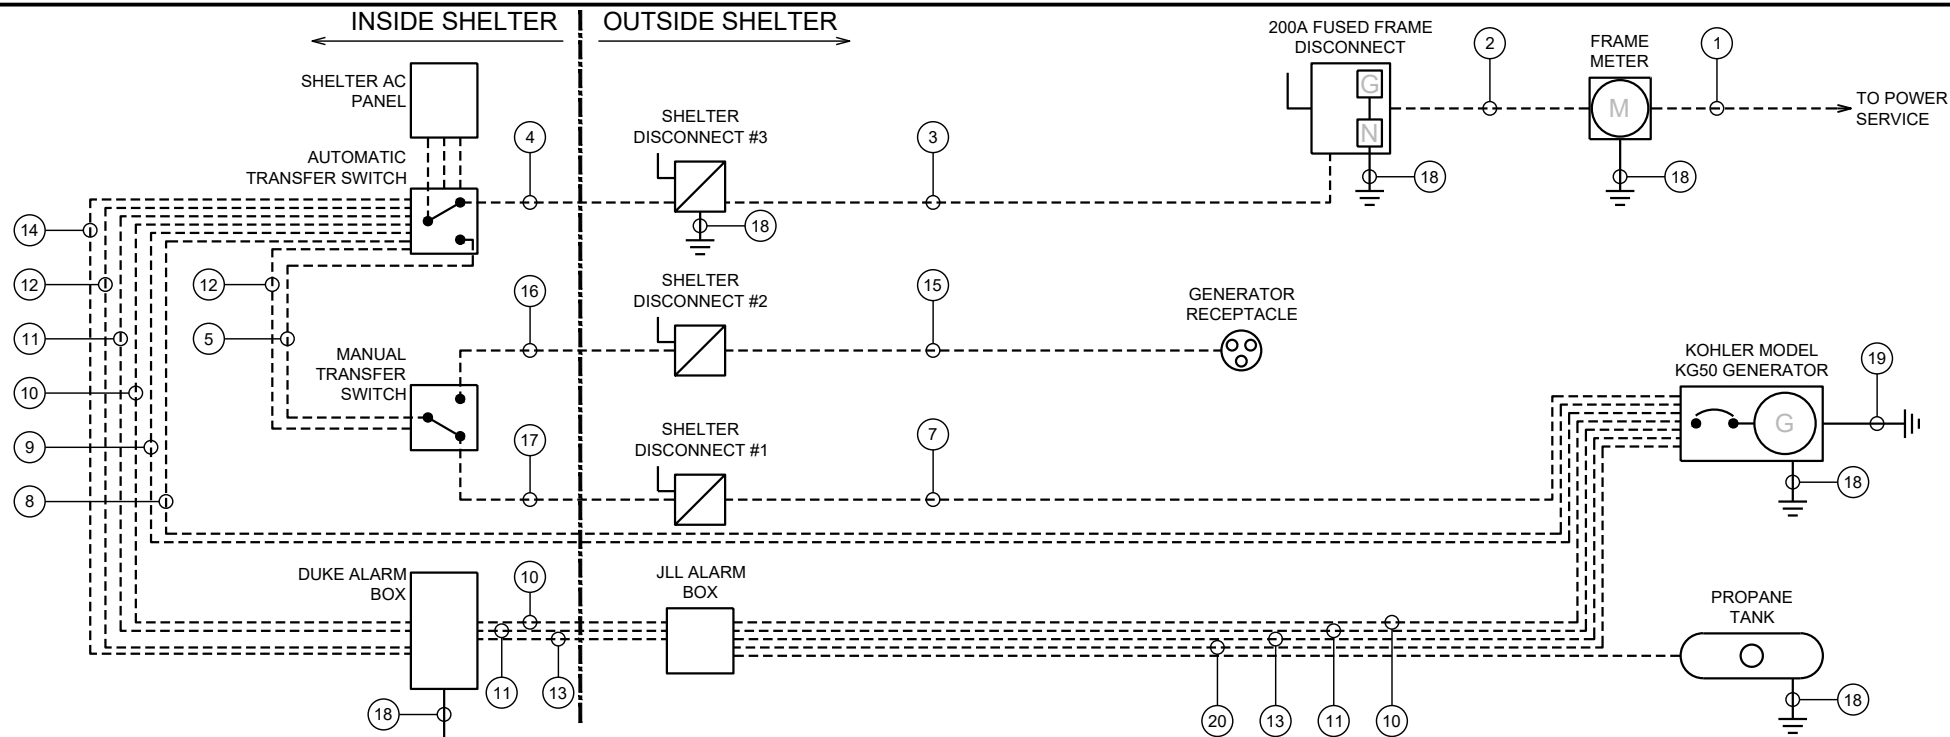 INSIDE SHELTER
OUTSIDE SHELTER
200A FUSED FRAME
DISCONNECT
2
FRAME
METER
1
SHELTER AC
PANEL
G
N
M
TO POWER
SERVICE
18
18
AUTOMATIC
TRANSFER SWITCH
4
SHELTER
DISCONNECT #3
3
18
14
12
11
10
9
8
12
5
16
SHELTER
DISCONNECT #2
15
GENERATOR
RECEPTACLE
MANUAL
TRANSFER
SWITCH
17
SHELTER
DISCONNECT #1
7
KOHLER MODEL
KG50 GENERATOR
19
G
18
DUKE ALARM
BOX
10
JLL ALARM
BOX
11
13
18
20
13
11
10
PROPANE
TANK
18